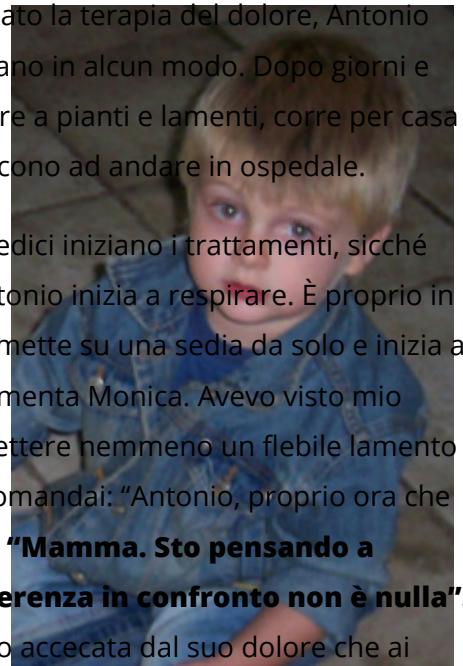 ato la terapia del dolore, Antonio
ano in alcun modo. Dopo giorni e
re a pianti e lamenti, corre per casa
cono ad andare in ospedale.
edici iniziano i trattamenti, sicché
tonio inizia a respirare. È proprio in
mette su una sedia da solo e inizia a
menta Monica. Avevo visto mio
ettere nemmeno un flebile lamento
omandai: “Antonio, proprio ora che
“Mamma. Sto pensando a
erenza in confronto non è nulla”.
o accecata dal suo dolore che ai